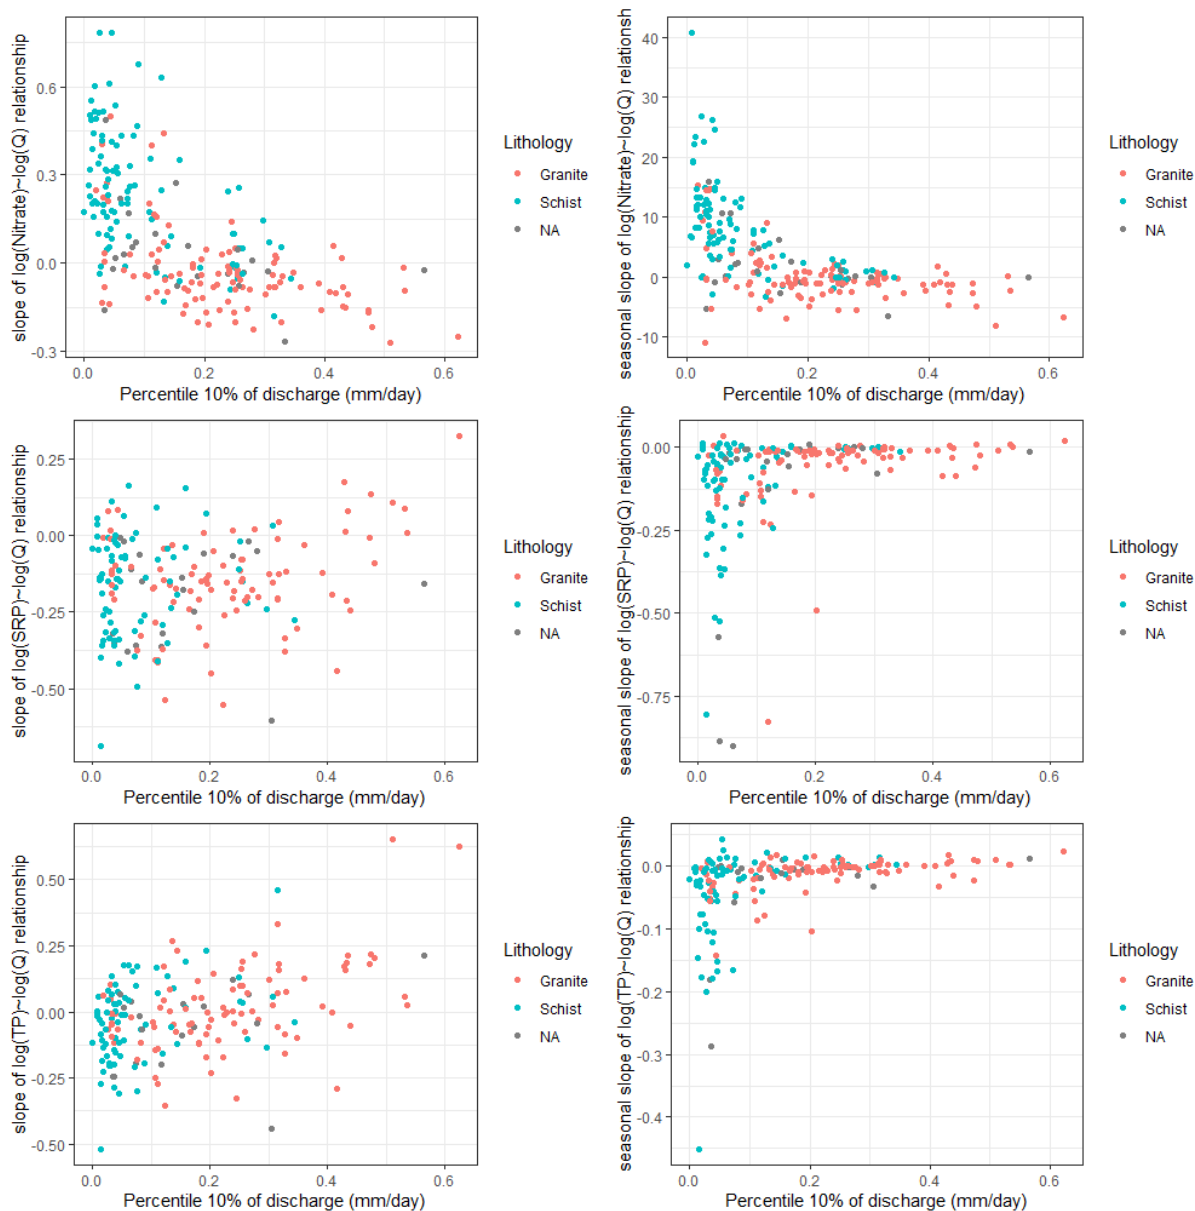 slope of log(Nitrate)~log(Q) relationship
0.6
0.3
0.0
-0.3
0.0 0.2 0.4 0.6
Percentile 10% of discharge (mm/day)
Lithology
Granite
Schist
NA
seasonal slope of log(Nitrate)~log(Q) relationsh
40
30
20
10
0
-10
0.0 0.2 0.4 0.6
Percentile 10% of discharge (mm/day)
Lithology
Granite
Schist
NA
slope of log(SRP)~log(Q) relationship
0.25
0.00
-0.25
-0.50
0.0 0.2 0.4 0.6
Percentile 10% of discharge (mm/day)
Lithology
Granite
Schist
NA
seasonal slope of log(SRP)~log(Q) relationship
0.00
-0.25
-0.50
-0.75
0.0 0.2 0.4 0.6
Percentile 10% of discharge (mm/day)
Lithology
Granite
Schist
NA
slope of log(TP)~log(Q) relationship
0.50
0.25
0.00
-0.25
-0.50
0.0 0.2 0.4 0.6
Percentile 10% of discharge (mm/day)
Lithology
Granite
Schist
NA
seasonal slope of log(TP)~log(Q) relationship
0.0
-0.1
-0.2
-0.3
-0.4
0.0 0.2 0.4 0.6
Percentile 10% of discharge (mm/day)
Lithology
Granite
Schist
NA